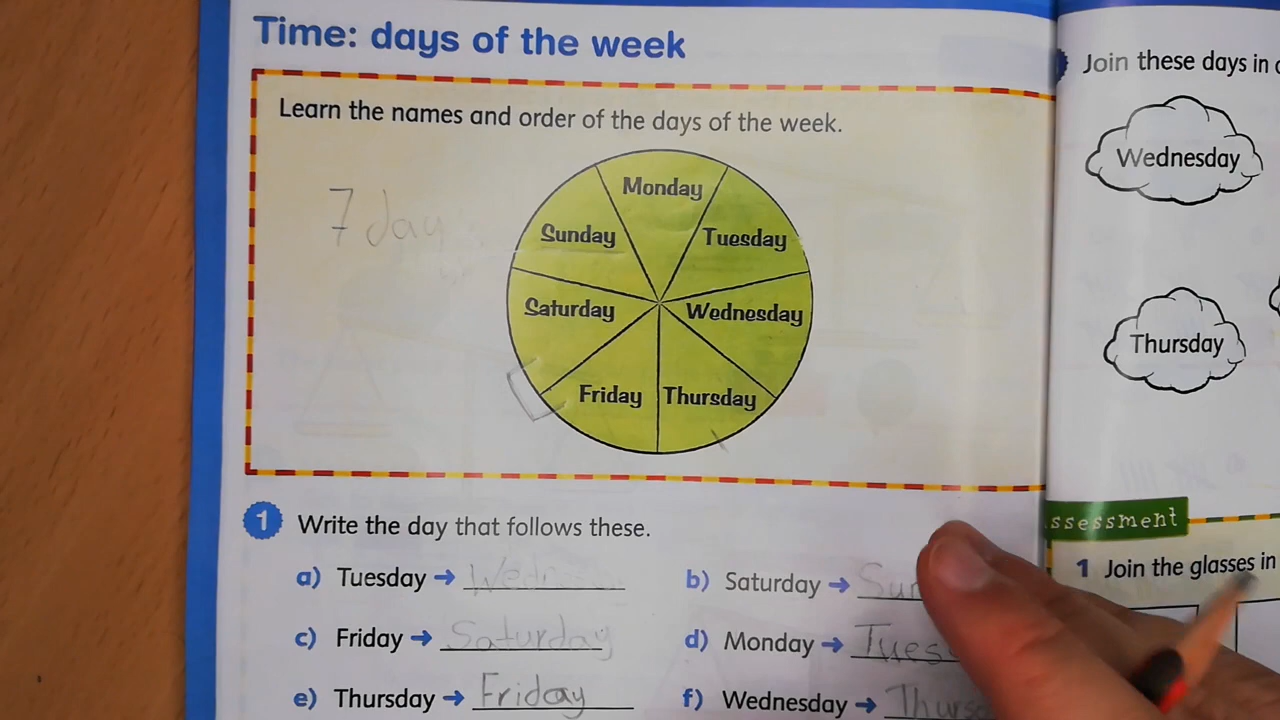 Time: days of the week
Learn the names and order of the days of the week.
7 day
Monday
Tuesday
Wednesday
Thursday
Friday
Saturday
Sunday
1 Write the day that follows these.
a) Tuesday →
b) Saturday →
c) Friday → Saturday
d) Monday →
e) Thursday → Friday
f) Wednesday →
Join these days in
Wednesday
Thursday
ssessment
1 Join the glasses in